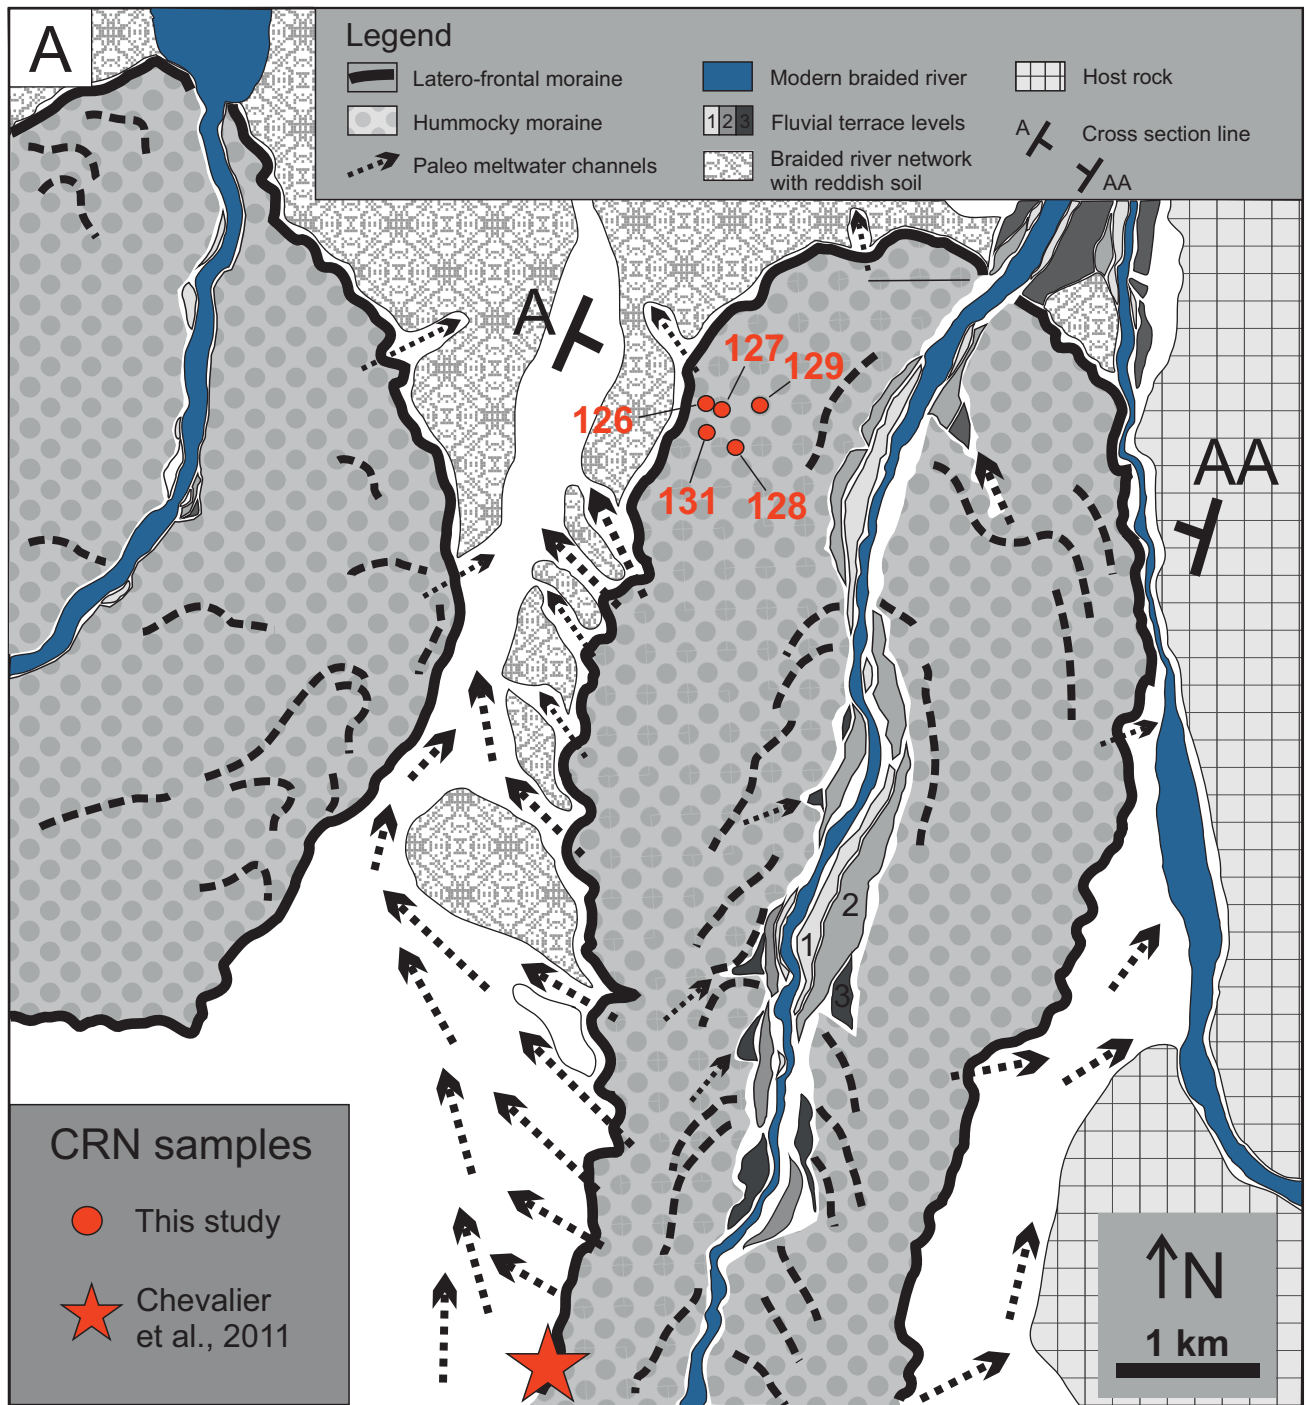 A
Legend
Latero-frontal moraine
Hummocky moraine
Paleo meltwater channels
Modern braided river
1 2 3
Fluvial terrace levels
Braided river network
with reddish soil
Host rock
A
Cross section line
AA
A
127
129
126
131
128
AA
2
1
3
CRN samples
This study
Chevalier
et al., 2011
N
1 km